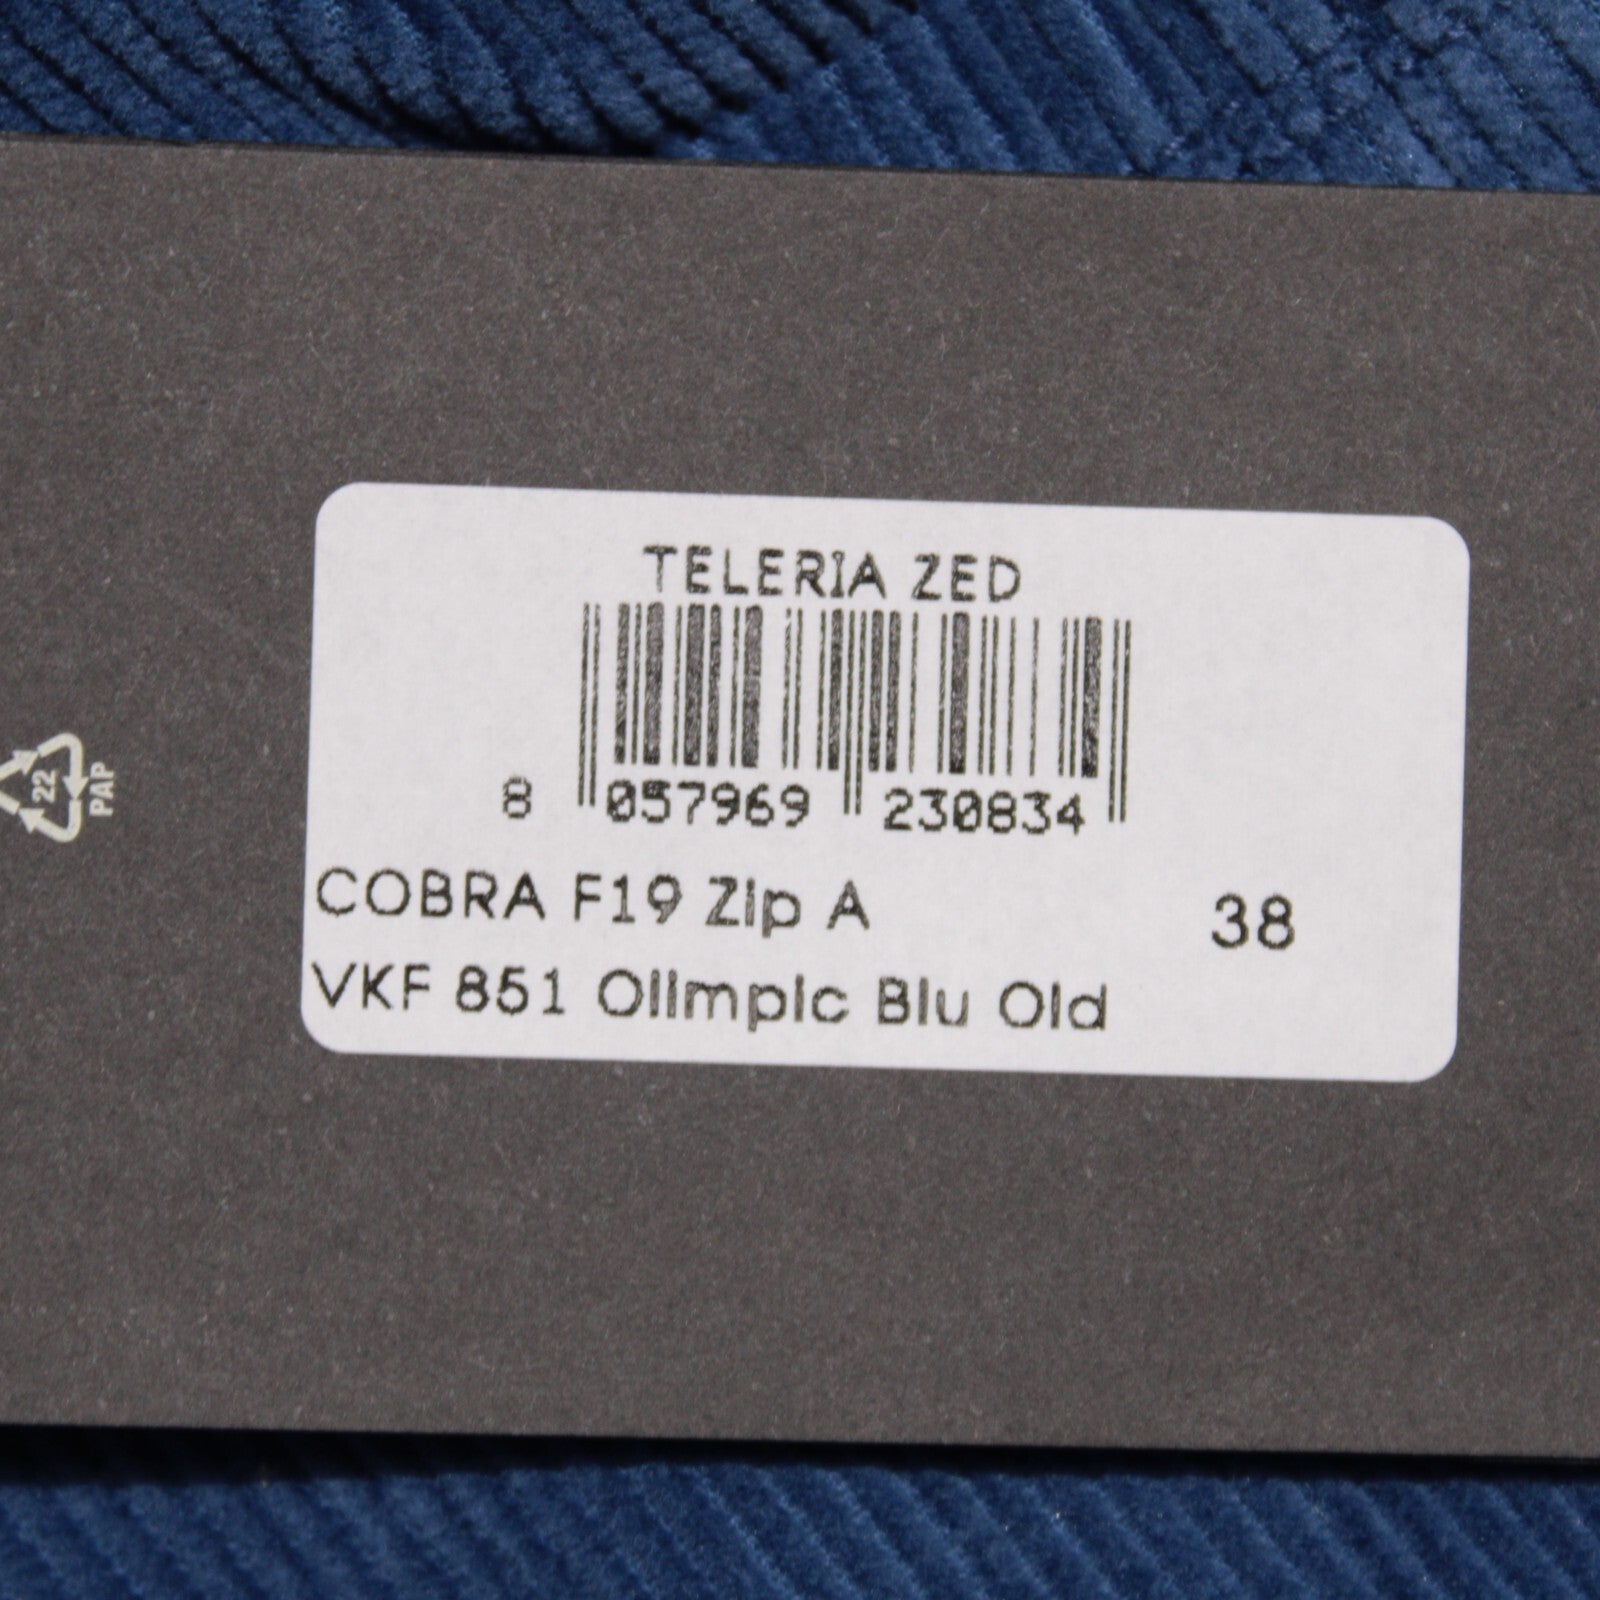 TELERIA ZED
8 057969 230834
COBRA F19 Zip A 38
VKF 851 Olimpic Blu Old
22
PAP